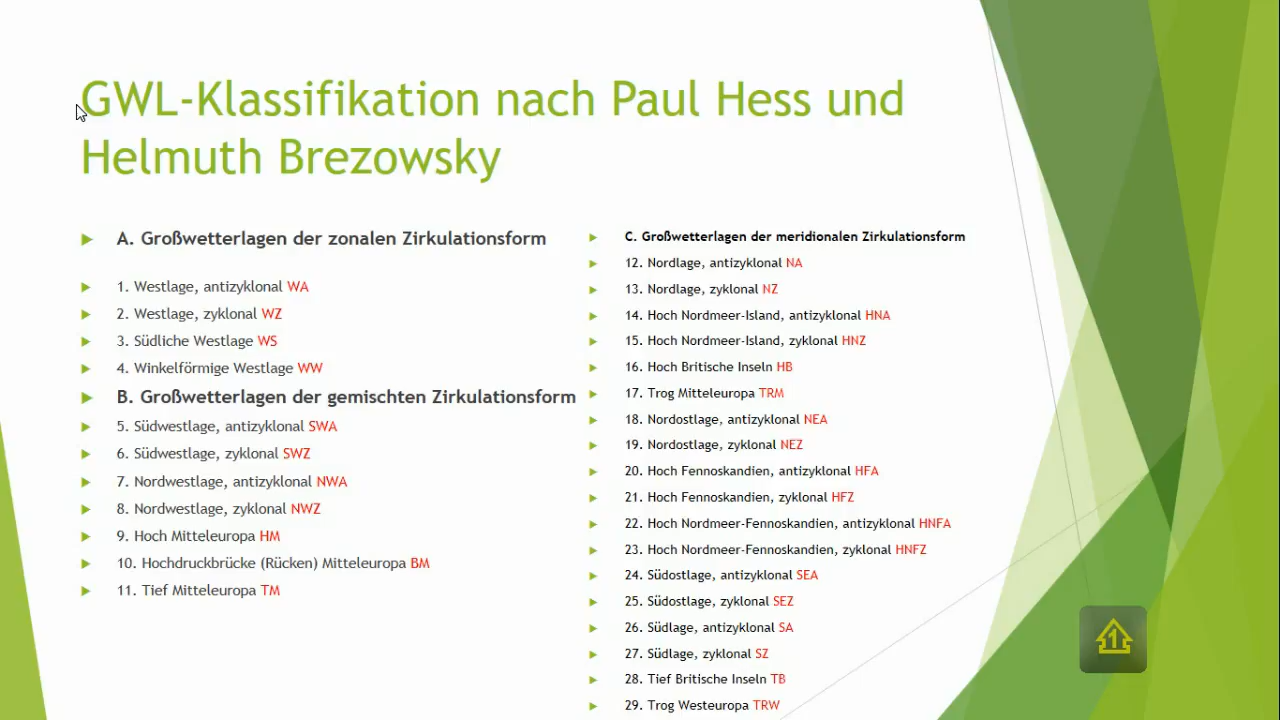 GWL-Klassifikation nach Paul Hess und
Helmuth Brezowsky
A. Großwetterlagen der zonalen Zirkulationsform
1. Westlage, antizyklonal WA
2. Westlage, zyklonal WZ
3. Südliche Westlage WS
4. Winkelförmige Westlage WW
B. Großwetterlagen der gemischten Zirkulationsform
5. Südwestlage, antizyklonal SWA
6. Südwestlage, zyklonal SWZ
7. Nordwestlage, antizyklonal NWA
8. Nordwestlage, zyklonal NWZ
9. Hoch Mitteleuropa HM
10. Hochdruckbrücke (Rücken) Mitteleuropa BM
11. Tief Mitteleuropa TM
C. Großwetterlagen der meridionalen Zirkulationsform
12. Nordlage, antizyklonal NA
13. Nordlage, zyklonal NZ
14. Hoch Nordmeer-Island, antizyklonal HNA
15. Hoch Nordmeer-Island, zyklonal HNZ
16. Hoch Britische Inseln HB
17. Trog Mitteleuropa TRM
18. Nordostlage, antizyklonal NEA
19. Nordostlage, zyklonal NEZ
20. Hoch Fennoskandien, antizyklonal HFA
21. Hoch Fennoskandien, zyklonal HFZ
22. Hoch Nordmeer-Fennoskandien, antizyklonal HNFA
23. Hoch Nordmeer-Fennoskandien, zyklonal HNFZ
24. Südostlage, antizyklonal SEA
25. Südostlage, zyklonal SEZ
26. Südlage, antizyklonal SA
27. Südlage, zyklonal SZ
28. Tief Britische Inseln TB
29. Trog Westeuropa TRW
1